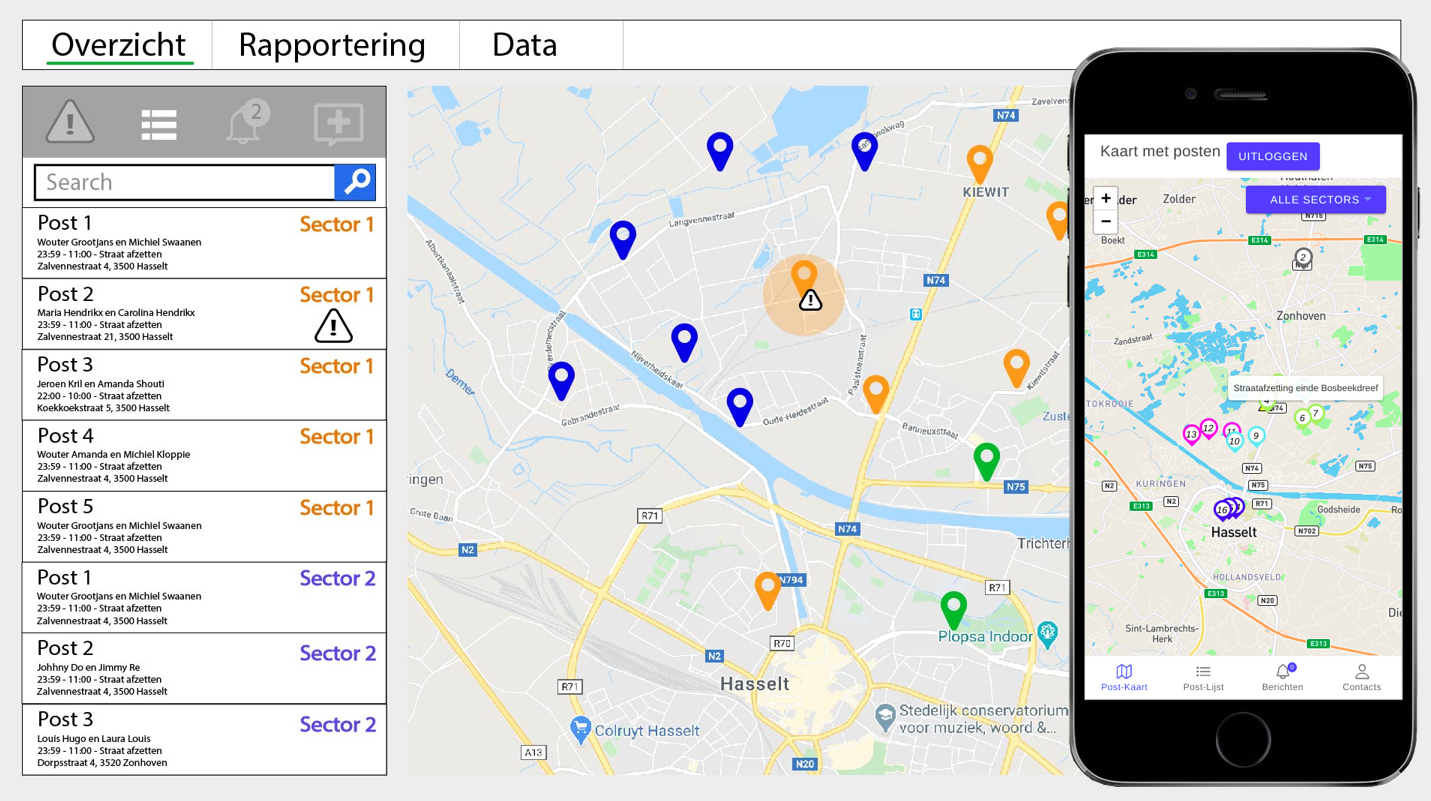 Overzicht
Rapportering
Data
2
Search
Post 1
Sector 1
Wouter Grootjans en Michiel Swaanen
23:59 - 11:00 - Straat afzetten
Zalvennestraat 4, 3500 Hasselt
Post 2
Sector 1
Maria Hendrikx en Carolina Hendrikx
23:59 - 11:00 - Straat afzetten
Zalvennestraat 21, 3500 Hasselt
Post 3
Sector 1
Jeroen Kril en Amanda Shouti
22:00 - 10:00 - Straat afzetten
Koekkoekstraat 5, 3500 Hasselt
Post 4
Sector 1
Wouter Amanda en Michiel Kloppie
23:59 - 11:00 - Straat afzetten
Zalvennestraat 4, 3500 Hasselt
Post 5
Sector 1
Wouter Grootjans en Michiel Swaanen
23:59 - 11:00 - Straat afzetten
Zalvennestraat 4, 3500 Hasselt
Post 1
Sector 2
Wouter Grootjans en Michiel Swaanen
23:59 - 11:00 - Straat afzetten
Zalvennestraat 4, 3500 Hasselt
Post 2
Sector 2
Johhny Do en Jimmy Re
23:59 - 11:00 - Straat afzetten
Zalvennestraat 4, 3500 Hasselt
Post 3
Sector 2
Louis Hugo en Laura Louis
23:59 - 11:00 - Straat afzetten
Dorpsstraat 4, 3520 Zonhoven
N74
KIEWIT
Langvennestraat
Albertkanaalstraat
N74
Nijverheidskaai
Paalsteenstraat
Kiewitstraat
Demer
Gebrandestraat
Oude-Heidestraat
Banneuxstraat
Zuste
ingen
N75
Grote Baan
R71
N74
N2
Trichterh
N794
R71
Plopsa Indoor
R70
N2
Hasselt
R71
Stedelijk conservatorium
voor muziek, woord &...
Colruyt Hasselt
A13
N20
Kaart met posten
UITLOGGEN
+
−
der
Zolder
ALLE SECTORS
N715
Boekt
E314
E314
E314
2
Zonhoven
Zandstraat
Straatafzetting einde Bosbeekdreef
TOKROOIE
4
N74
6
7
13
12
11
10
9
N74
N75
KURINGEN
N75
N2
N2
R71
E313
16
Godsheide
Hasselt
N702
HOLLANDSVELD
E313
N20
Sint-Lambrechts-
Herk
E313
Post-Kaart
Post-Lijst
0
Berichten
Contacts